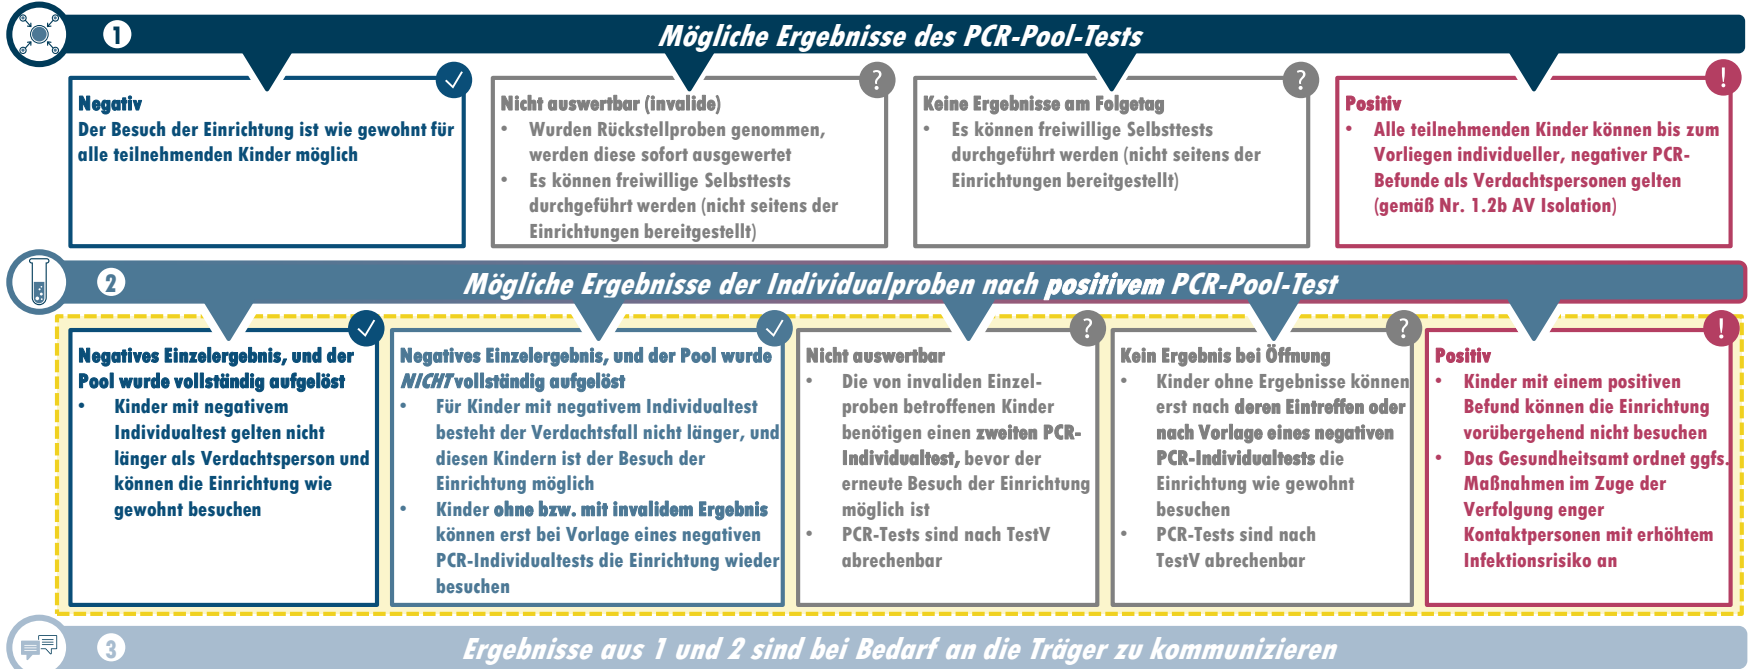 1
Mögliche Ergebnisse des PCR-Pool-Tests
Negativ
Der Besuch der Einrichtung ist wie gewohnt für
alle teilnehmenden Kinder möglich
?
Nicht auswertbar (invalide)
• Wurden Rückstellproben genommen,
werden diese sofort ausgewertet
• Es können freiwillige Selbsttests
durchgeführt werden (nicht seitens der
Einrichtungen bereitgestellt)
?
Keine Ergebnisse am Folgetag
• Es können freiwillige Selbsttests
durchgeführt werden (nicht seitens der
Einrichtungen bereitgestellt)
!
Positiv
• Alle teilnehmenden Kinder können bis zum
Vorliegen individueller, negativer PCR-
Befunde als Verdachtspersonen gelten
(gemäß Nr. 1.2b AV Isolation)
2
Mögliche Ergebnisse der Individualproben nach positivem PCR-Pool-Test
Negatives Einzelergebnis, und der
Pool wurde vollständig aufgelöst
• Kinder mit negativem
Individualtest gelten nicht
länger als Verdachtsperson und
können die Einrichtung wie
gewohnt besuchen
Negatives Einzelergebnis, und der Pool wurde
NICHT vollständig aufgelöst
• Für Kinder mit negativem Individualtest
besteht der Verdachtsfall nicht länger, und
diesen Kindern ist der Besuch der
Einrichtung möglich
• Kinder ohne bzw. mit invalidem Ergebnis
können erst bei Vorlage eines negativen
PCR-Individualtests die Einrichtung wieder
besuchen
?
Nicht auswertbar
• Die von invaliden Einzel-
proben betroffenen Kinder
benötigen einen zweiten PCR-
Individualtest, bevor der
erneute Besuch der Einrichtung
möglich ist
• PCR-Tests sind nach TestV
abrechenbar
?
Kein Ergebnis bei Öffnung
• Kinder ohne Ergebnisse können
erst nach deren Eintreffen oder
nach Vorlage eines negativen
PCR-Individualtests die
Einrichtung wie gewohnt
besuchen
• PCR-Tests sind nach
TestV abrechenbar
!
Positiv
• Kinder mit einem positiven
Befund können die Einrichtung
vorübergehend nicht besuchen
• Das Gesundheitsamt ordnet ggfs.
Maßnahmen im Zuge der
Verfolgung enger
Kontaktpersonen mit erhöhtem
Infektionsrisiko an
3
Ergebnisse aus 1 und 2 sind bei Bedarf an die Träger zu kommunizieren